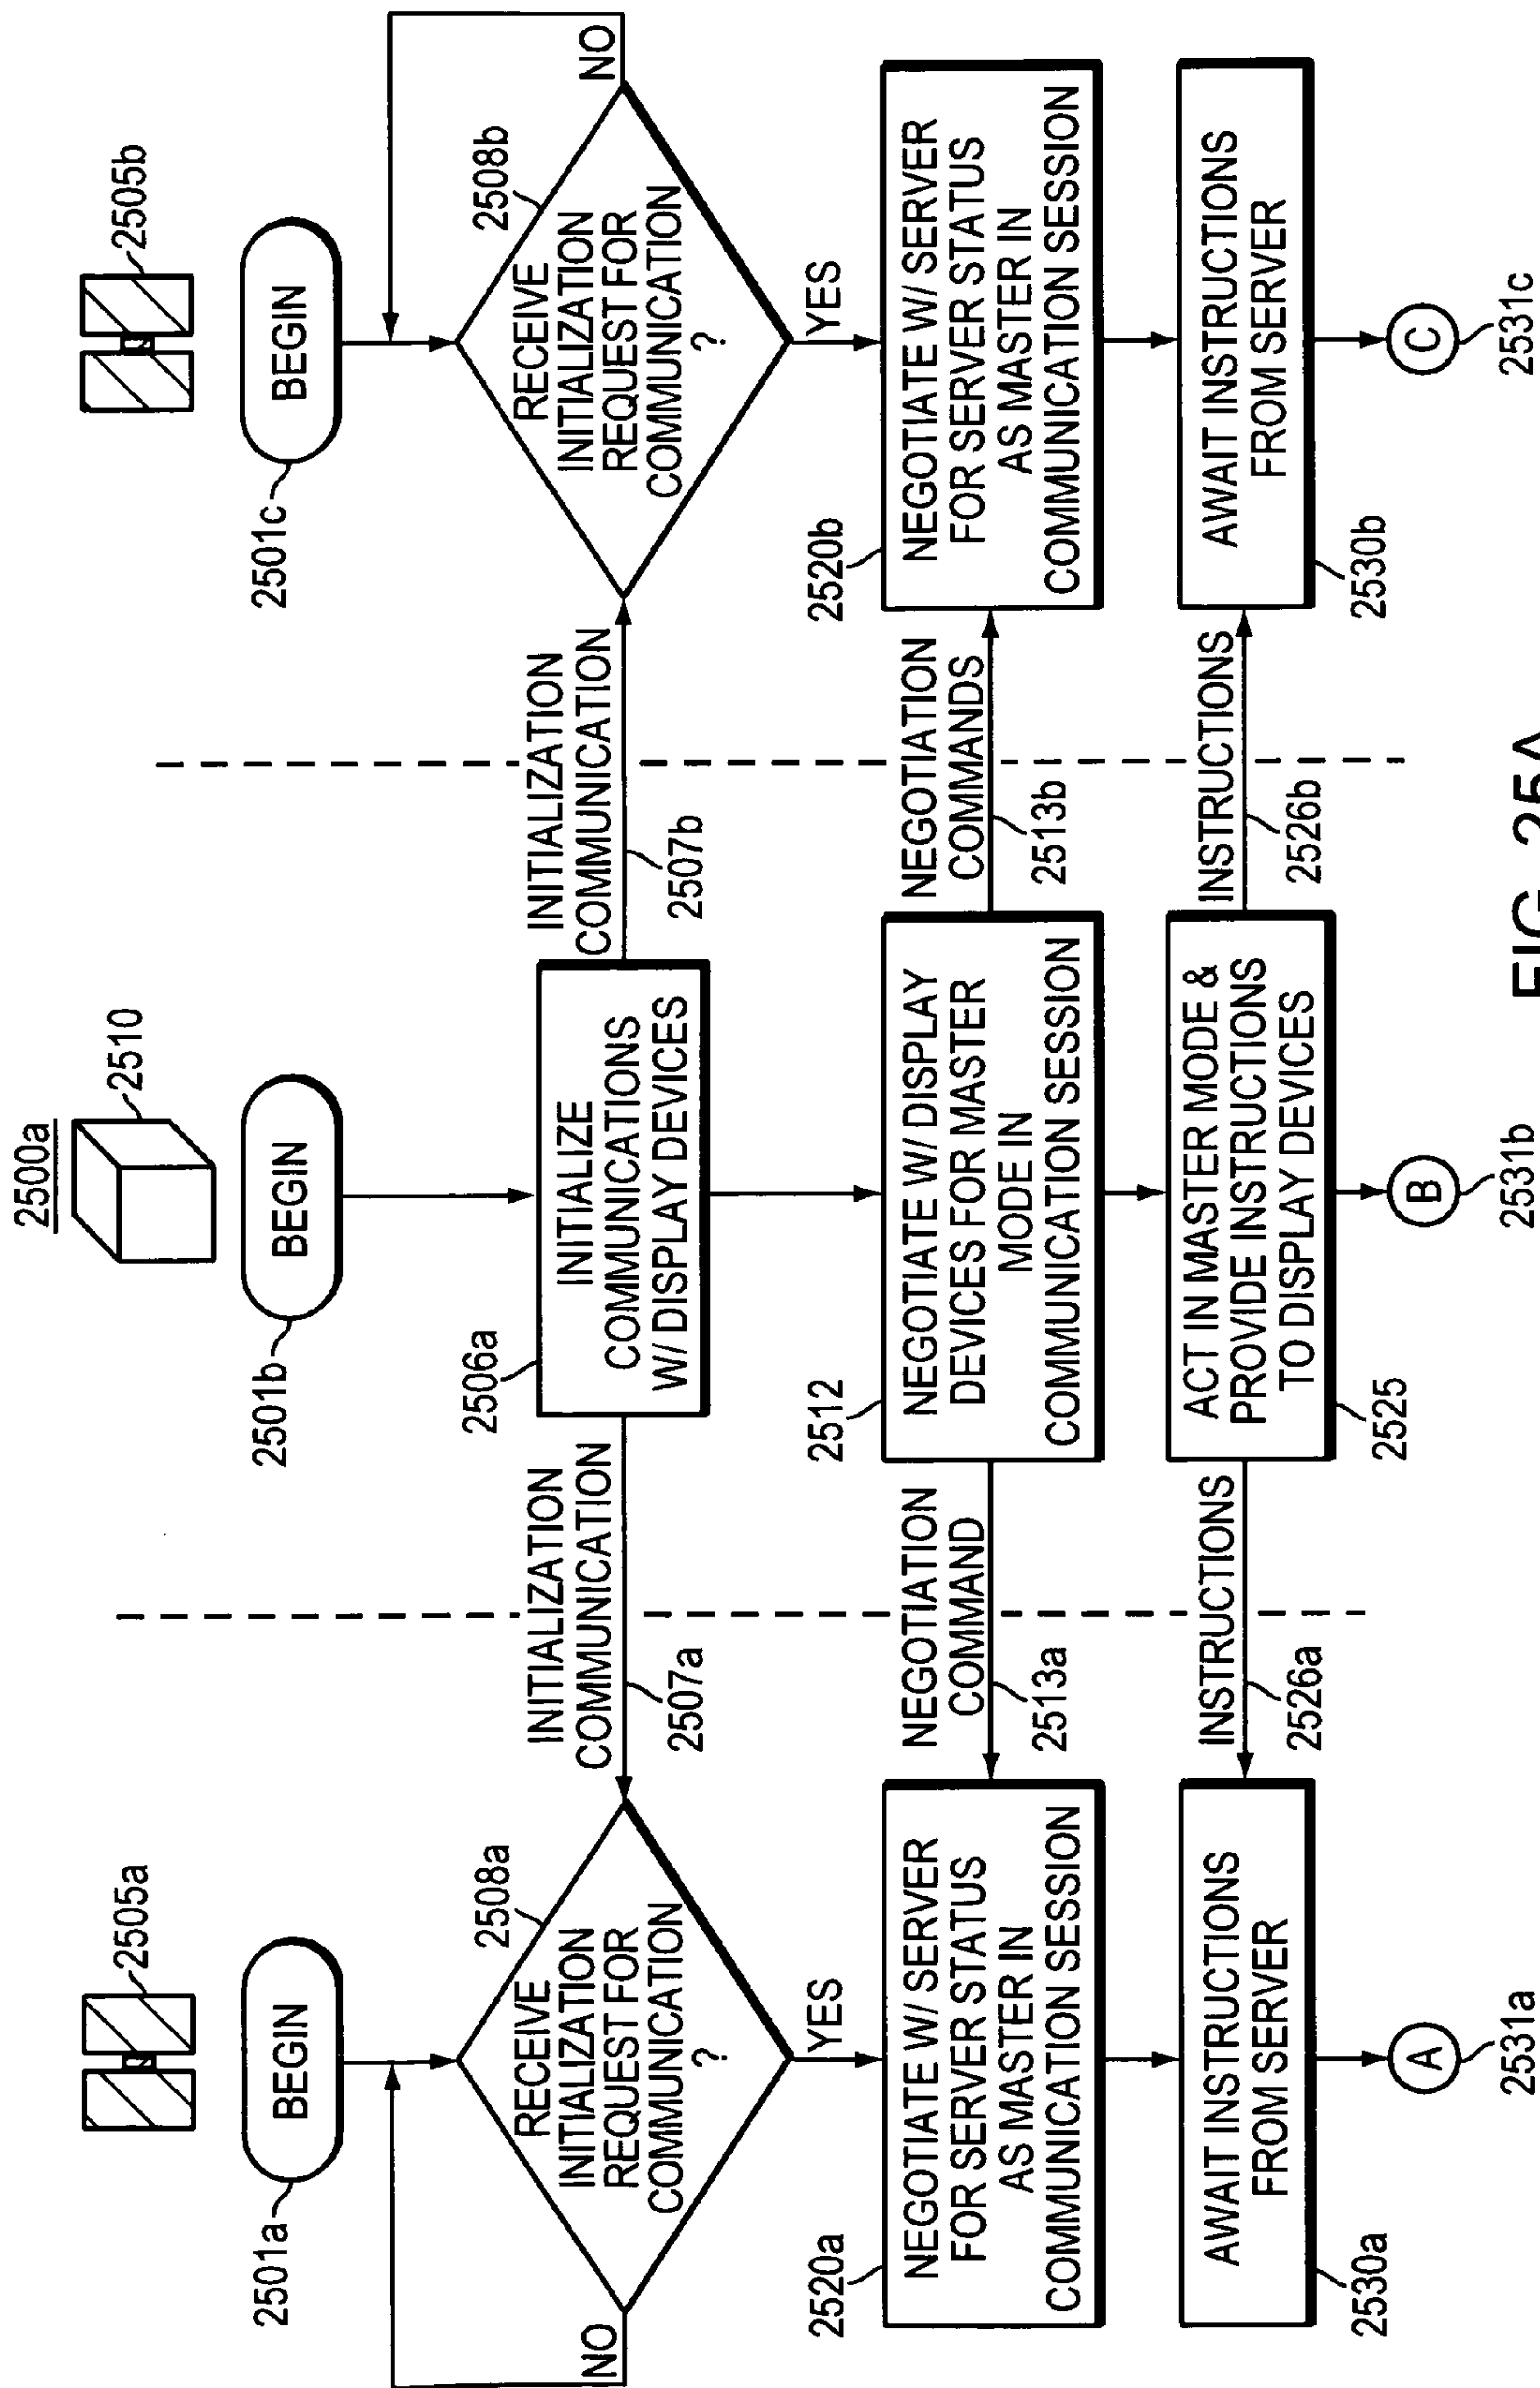 2500a
2505a
2510
2505b
2501a
BEGIN
2501b
BEGIN
2501c
BEGIN
NO
RECEIVE
INITIALIZATION
REQUEST FOR
COMMUNICATION
?
2508a
INITIALIZATION
COMMUNICATION
2507a
2506a
INITIALIZE
COMMUNICATIONS
W/ DISPLAY DEVICES
INITIALIZATION
COMMUNICATION
2507b
RECEIVE
INITIALIZATION
REQUEST FOR
COMMUNICATION
?
2508b
NO
YES
YES
2520a
NEGOTIATE W/ SERVER
FOR SERVER STATUS
AS MASTER IN
COMMUNICATION SESSION
NEGOTIATION
COMMAND
2513a
2512
NEGOTIATE W/ DISPLAY
DEVICES FOR MASTER
MODE IN
COMMUNICATION SESSION
NEGOTIATION
COMMANDS
2513b
2520b
NEGOTIATE W/ SERVER
FOR SERVER STATUS
AS MASTER IN
COMMUNICATION SESSION
2530a
AWAIT INSTRUCTIONS
FROM SERVER
INSTRUCTIONS
2526a
2525
ACT IN MASTER MODE &
PROVIDE INSTRUCTIONS
TO DISPLAY DEVICES
INSTRUCTIONS
2526b
2530b
AWAIT INSTRUCTIONS
FROM SERVER
A
2531a
B
2531b
C
2531c
FIG. 25A